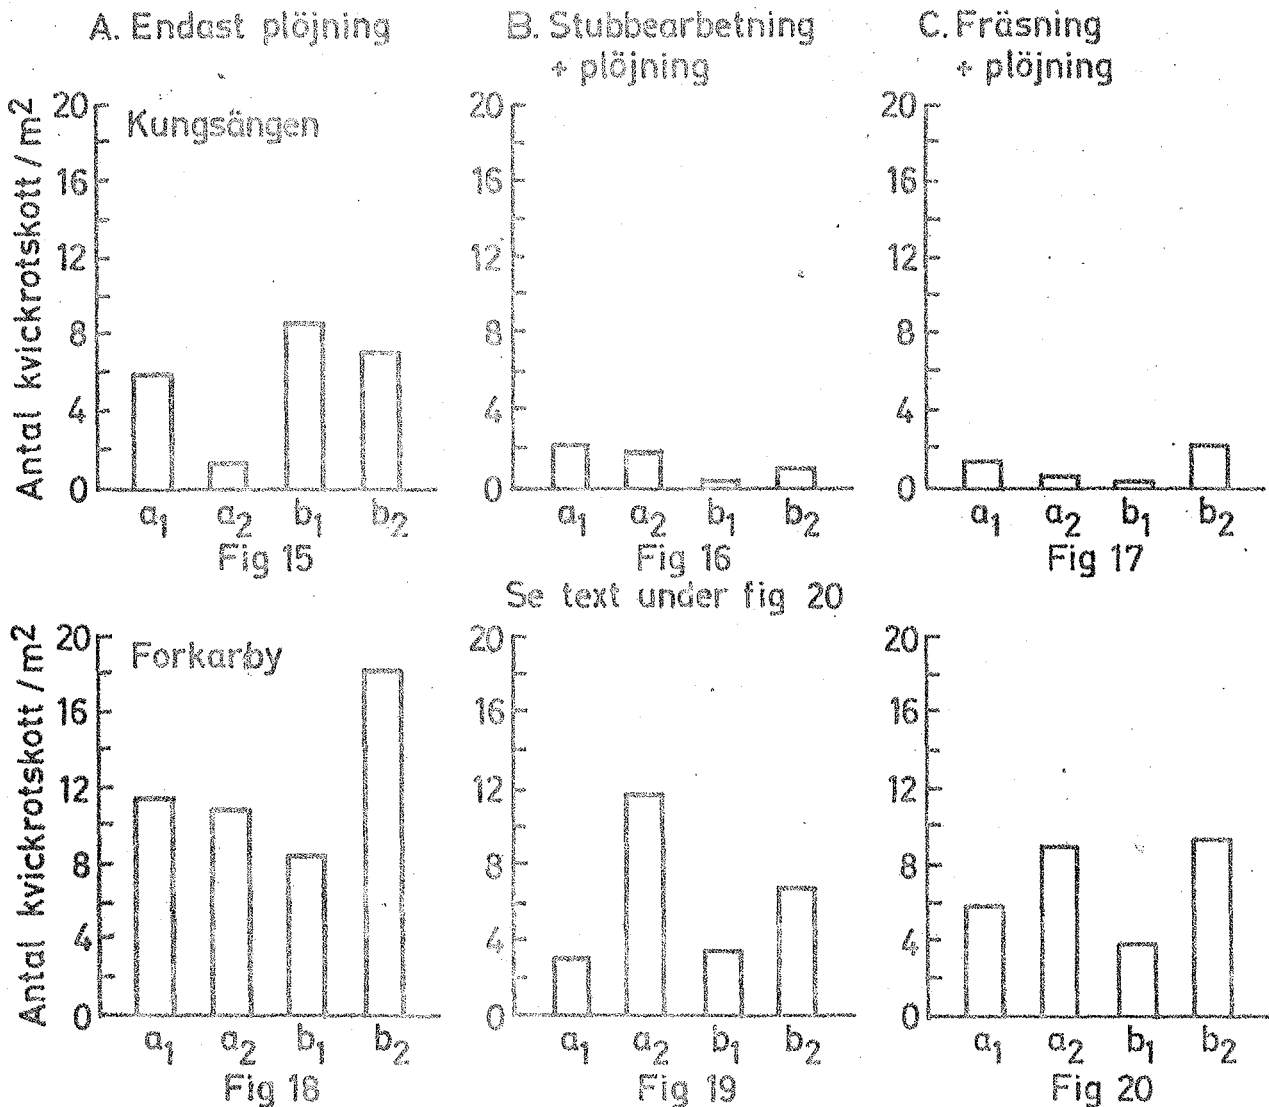 A. Endast plöjning
B. Stubbearbetning
+ plöjning
C. Fräsning
+ plöjning
Antal kvickrotskott / m²
20
16
12
8
4
0
Kungsängen
a₁ a₂ b₁ b₂
Fig 15
20
16
12
8
4
0
a₁ a₂ b₁ b₂
Fig 16
20
16
12
8
4
0
a₁ a₂ b₁ b₂
Fig 17
Se text under fig 20
Antal kvickrotskott / m²
20
16
12
8
4
0
Forkarby
a₁ a₂ b₁ b₂
Fig 18
20
16
12
8
4
0
a₁ a₂ b₁ b₂
Fig 19
20
16
12
8
4
0
a₁ a₂ b₁ b₂
Fig 20